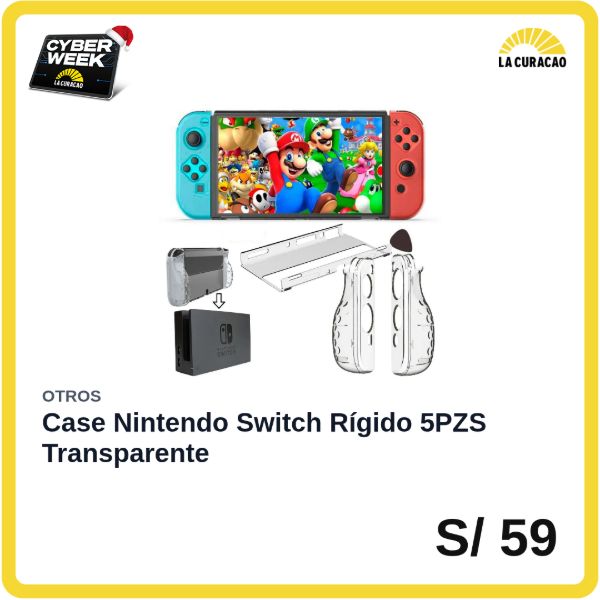 CYBER
WEEK
LA CURACAO
LA CURACAO
OTROS
Case Nintendo Switch Rígido 5PZS
Transparente
S/ 59